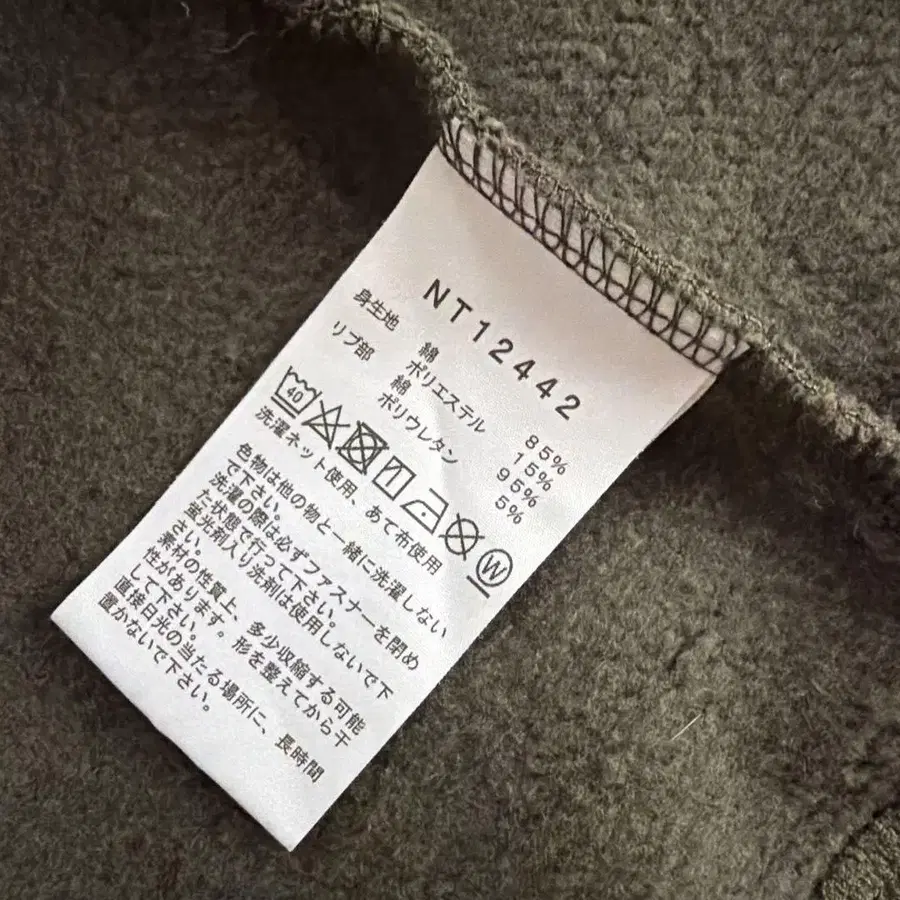 NT12442
身生地 綿 85%
ポリエステル 15%
リブ部 綿 95%
ポリウレタン 5%
40 W
洗濯ネット使用、あて布使用
色物は他の物と一緒に洗濯しない
で下さい。
洗濯の際は必ずファスナーを閉め
た状態で行って下さい。
蛍光剤入り洗剤は使用しないで下
さい。
素材の性質上、多少収縮する可能
性があります。形を整えてから干
して下さい。
直接日光の当たる場所に、長時間
置かないで下さい。